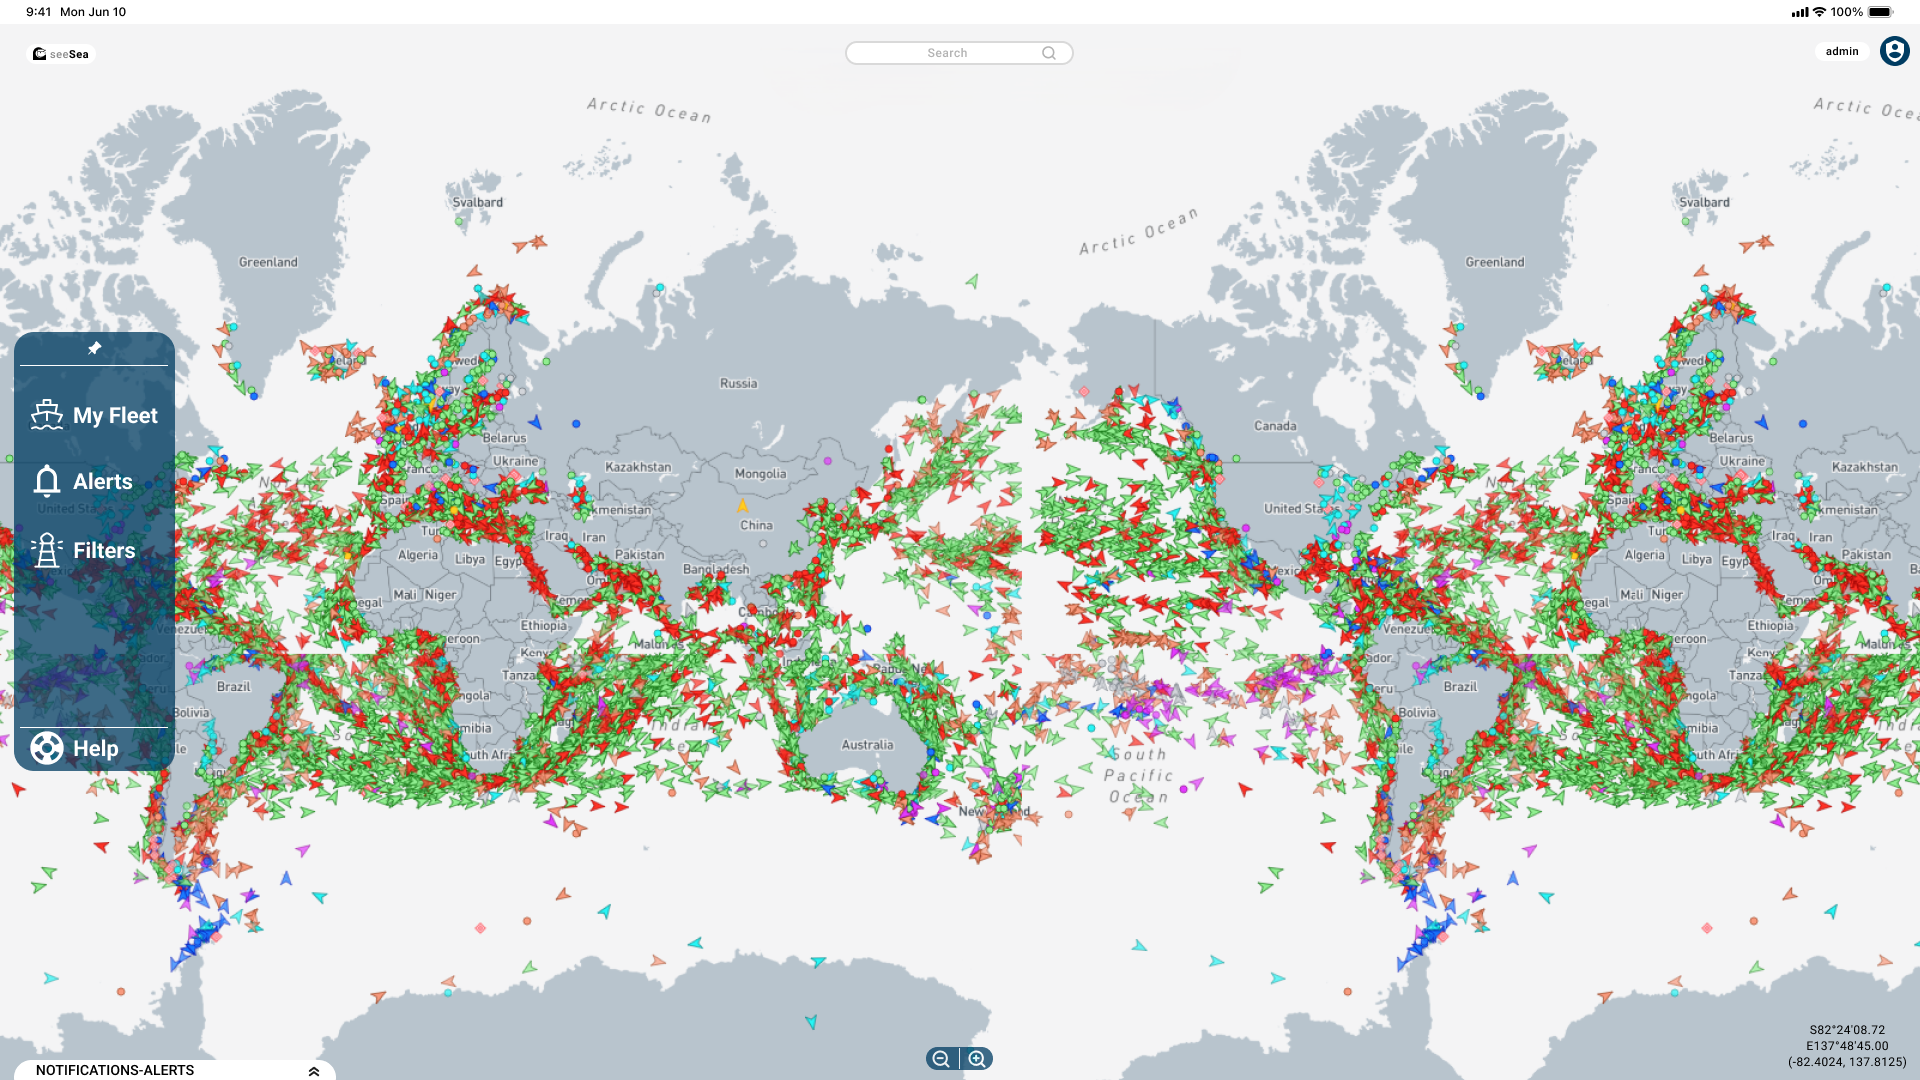 9:41 Mon Jun 10
100%
seeSea
Search
admin
Arctic Ocean
Arctic Ocean
Svalbard
Svalbard
Arctic Ocean
Greenland
Greenland
Russia
Canada
Belarus
Belarus
Ukraine
Ukraine
Kazakhstan
Kazakhstan
Mongolia
My Fleet
Alerts
Filters
Help
United Sta
China
Iraq
Iran
Iraq
Iran
Algeria
Libya
Egyp
Algeria
Libya
Egyp
Pakistan
Pakistan
Bangladesh
Mali
Niger
Mali
Niger
Ethiopia
Ethiopia
Brazil
Brazil
Bolivia
Bolivia
Australia
South
Pacific
Ocean
S82°24'08.72
E137°48'45.00
(-82.4024, 137.8125)
NOTIFICATIONS-ALERTS